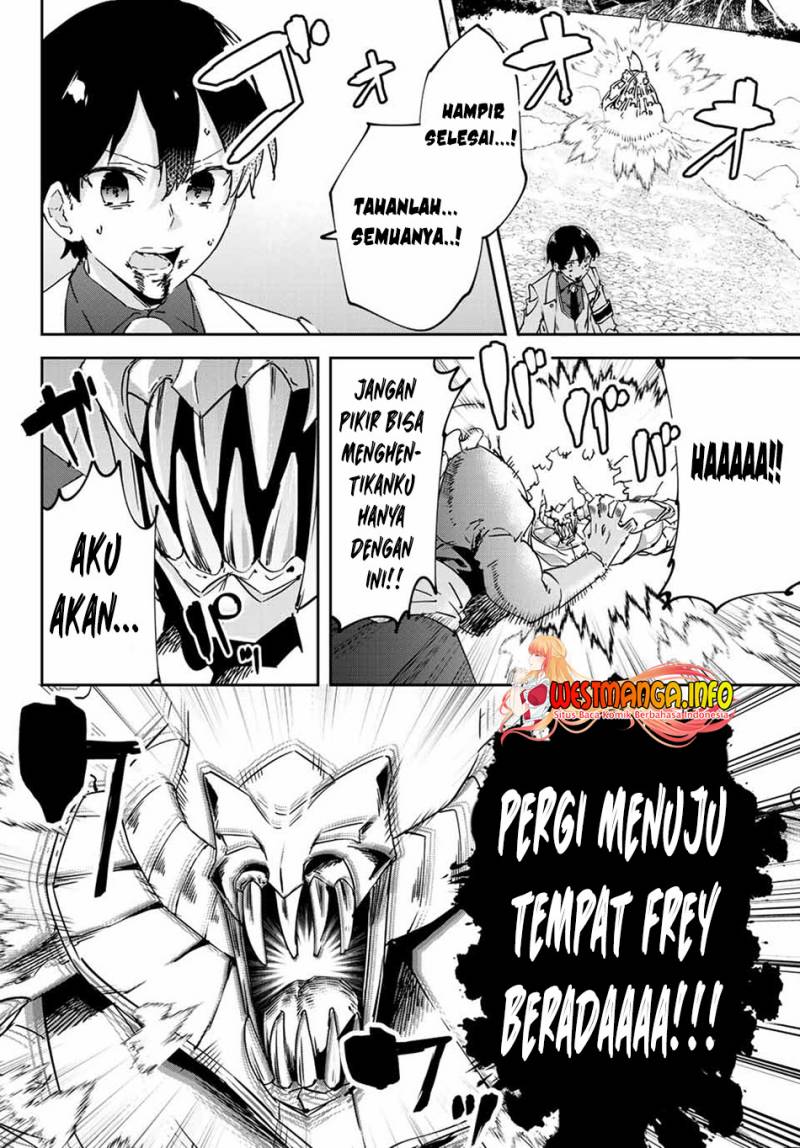 HAMPIR
SELESAI...!
TAHANLAH...
SEMUANYA..!
HAAAAA!!
JANGAN
PIKIR BISA
MENGHEN-
TIKANKU
HANYA
DENGAN
INI!!
AKU
AKAN...
WESTMANGA.INFO
Situs Baca Komik Berbahasa Indonesia
PERGI MENUJU
TEMPAT FREY
BERADAAAA!!!